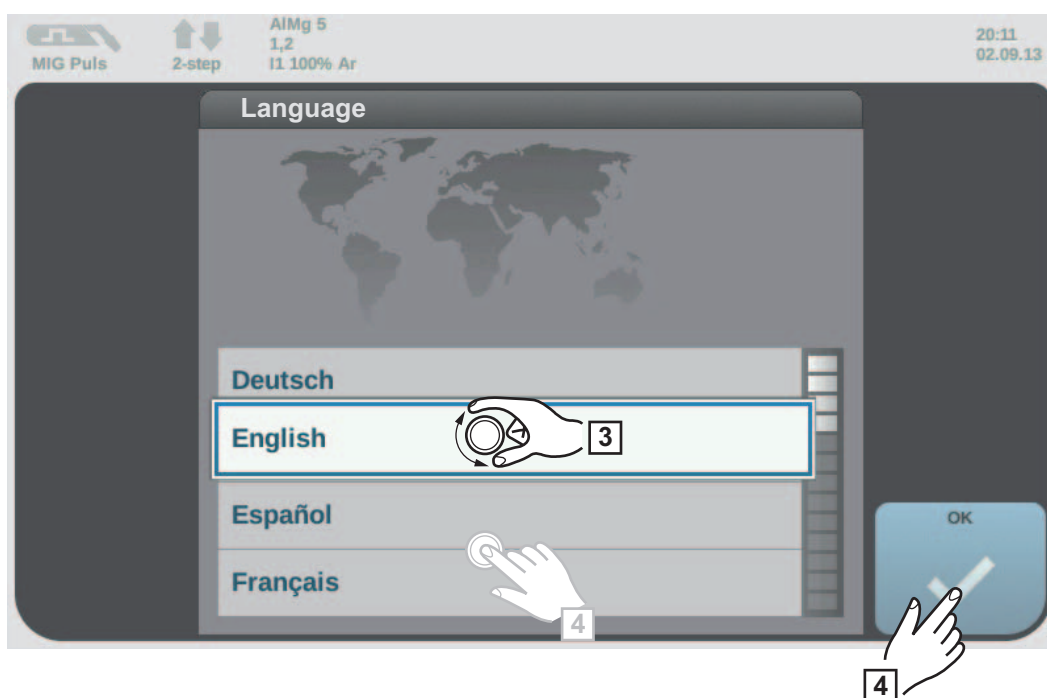 AlMg 5
1,2
I1 100% Ar
MIG Puls
2-step
20:11
02.09.13
Language
Deutsch
English
3
Español
Français
4
OK
4